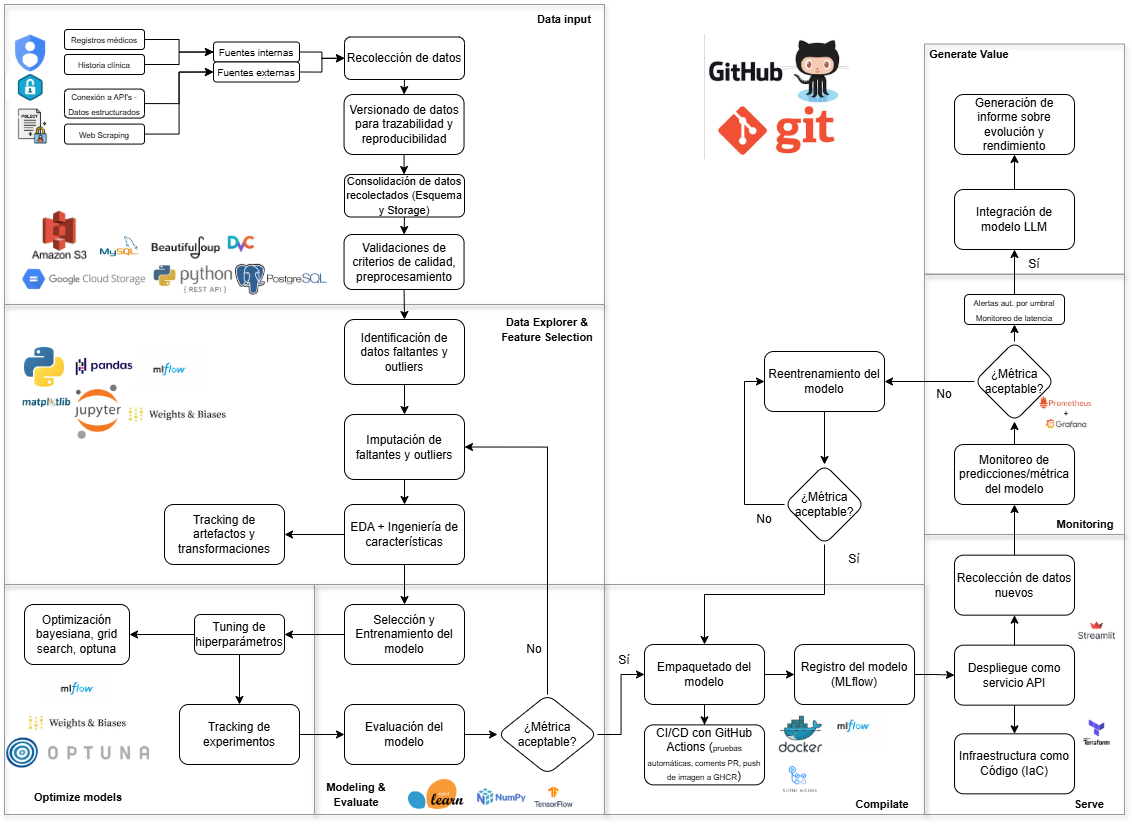 Data input
Registros médicos
Historia clínica
Conexión a API's -
Datos estructurados
Web Scraping
Fuentes internas
Fuentes externas
Recolección de datos
Versionado de datos
para trazabilidad y
reproducibilidad
Consolidación de datos
recolectados (Esquema
y Storage)
Validaciones de
criterios de calidad,
preprocesamiento
Amazon S3
MySQL
BeautifulSoup
DVC
Google Cloud Storage
python
{ REST API }
PostgreSQL
GitHub
git
Data Explorer &
Feature Selection
Identificación de
datos faltantes y
outliers
Imputación de
faltantes y outliers
EDA + Ingeniería de
características
Tracking de
artefactos y
transformaciones
pandas
mlflow
matplotlib
jupyter
Weights & Biases
Optimización
bayesiana, grid
search, optuna
Tuning de
hiperparámetros
Tracking de
experimentos
mlflow
Weights & Biases
OPTUNA
Optimize models
Selección y
Entrenamiento del
modelo
Evaluación del
modelo
¿Métrica
aceptable?
No
Sí
Modeling &
Evaluate
learn
NumPy
TensorFlow
Reentrenamiento del
modelo
¿Métrica
aceptable?
No
Sí
Empaquetado del
modelo
Registro del modelo
(MLflow)
CI/CD con GitHub
Actions (pruebas
automáticas, coments PR, push
de imagen a GHCR)
docker
mlflow
Compilate
Generate Value
Generación de
informe sobre
evolución y
rendimiento
Integración de
modelo LLM
Sí
Alertas aut. por umbral
Monitoreo de latencia
¿Métrica
aceptable?
No
Prometheus
+
Grafana
Monitoreo de
predicciones/métrica
del modelo
Monitoring
Recolección de datos
nuevos
Streamlit
Despliegue como
servicio API
Terraform
Infraestructura como
Código (IaC)
Serve